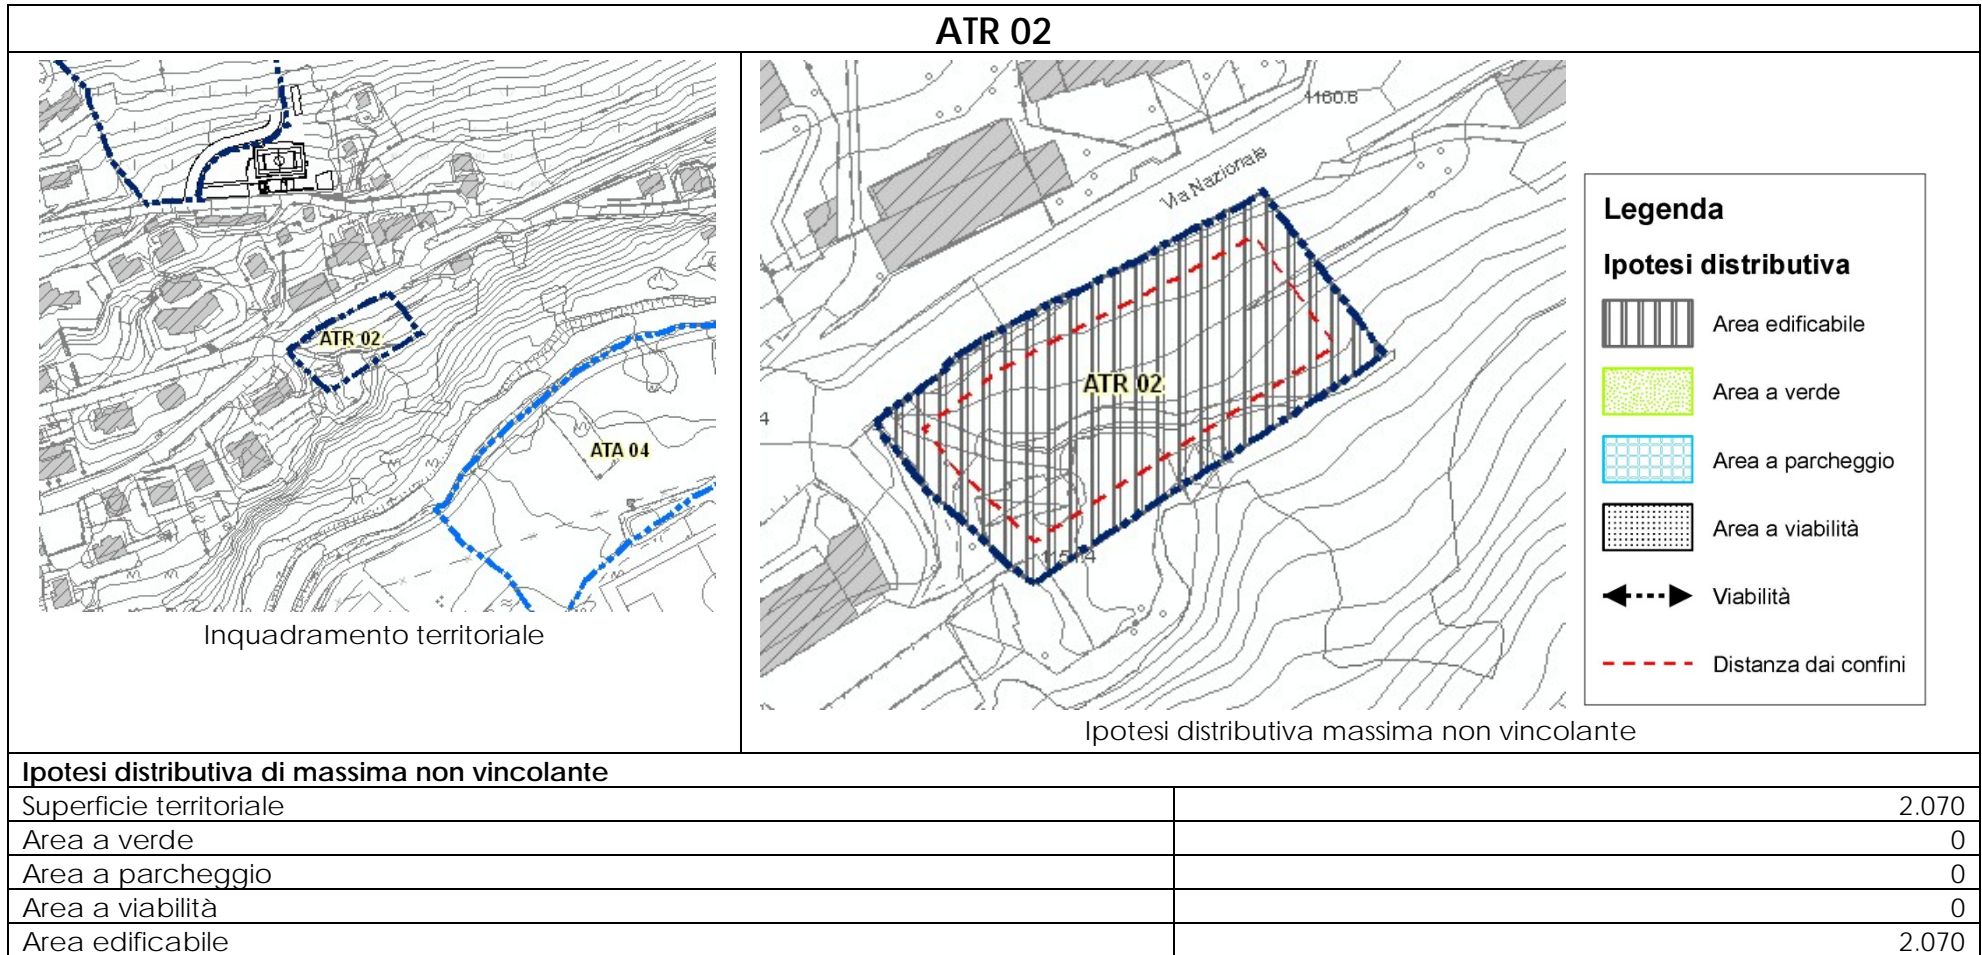 ATR 02
ATR 02
ATA 04
Inquadramento territoriale
1160.6
Via Nazionale
ATR 02
4
Ipotesi distributiva massima non vincolante
Legenda
Ipotesi distributiva
Area edificabile
Area a verde
Area a parcheggio
Area a viabilità
Viabilità
Distanza dai confini
Ipotesi distributiva di massima non vincolante
Superficie territoriale 2.070
Area a verde 0
Area a parcheggio 0
Area a viabilità 0
Area edificabile 2.070